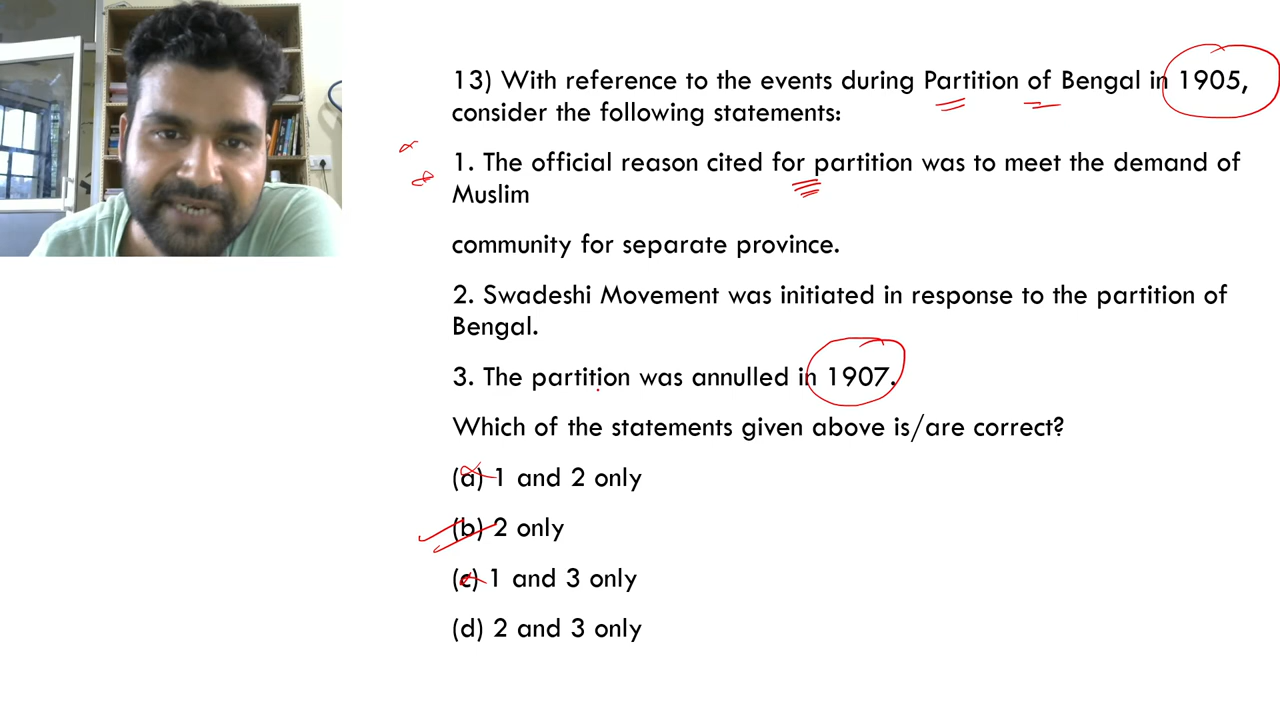 13) With reference to the events during Partition of Bengal in 1905,
consider the following statements:
1. The official reason cited for partition was to meet the demand of
Muslim
community for separate province.
2. Swadeshi Movement was initiated in response to the partition of
Bengal.
3. The partition was annulled in 1907.
Which of the statements given above is/are correct?
(a) 1 and 2 only
(b) 2 only
(c) 1 and 3 only
(d) 2 and 3 only